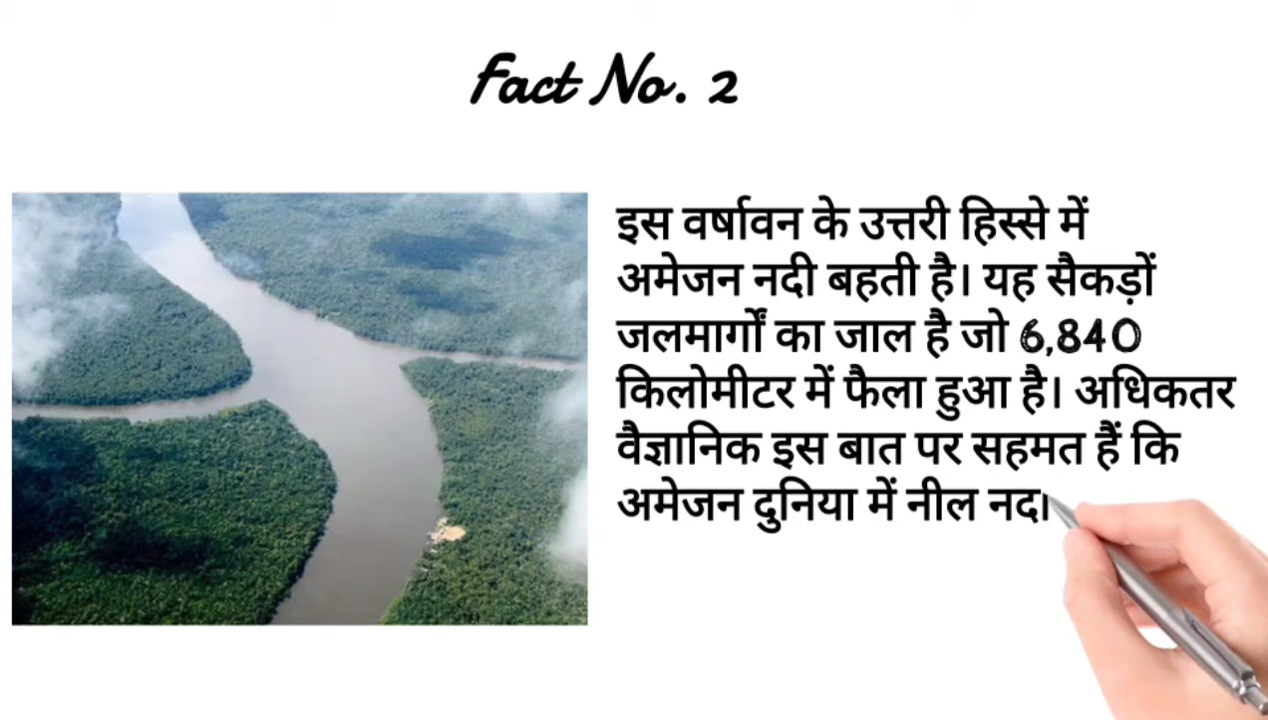 Fact No. 2
इस वर्षावन के उत्तरी हिस्से में
अमेजन नदी बहती है। यह सैकड़ों
जलमार्गों का जाल है जो 6,840
किलोमीटर में फैला हुआ है। अधिकतर
वैज्ञानिक इस बात पर सहमत हैं कि
अमेजन दुनिया में नील